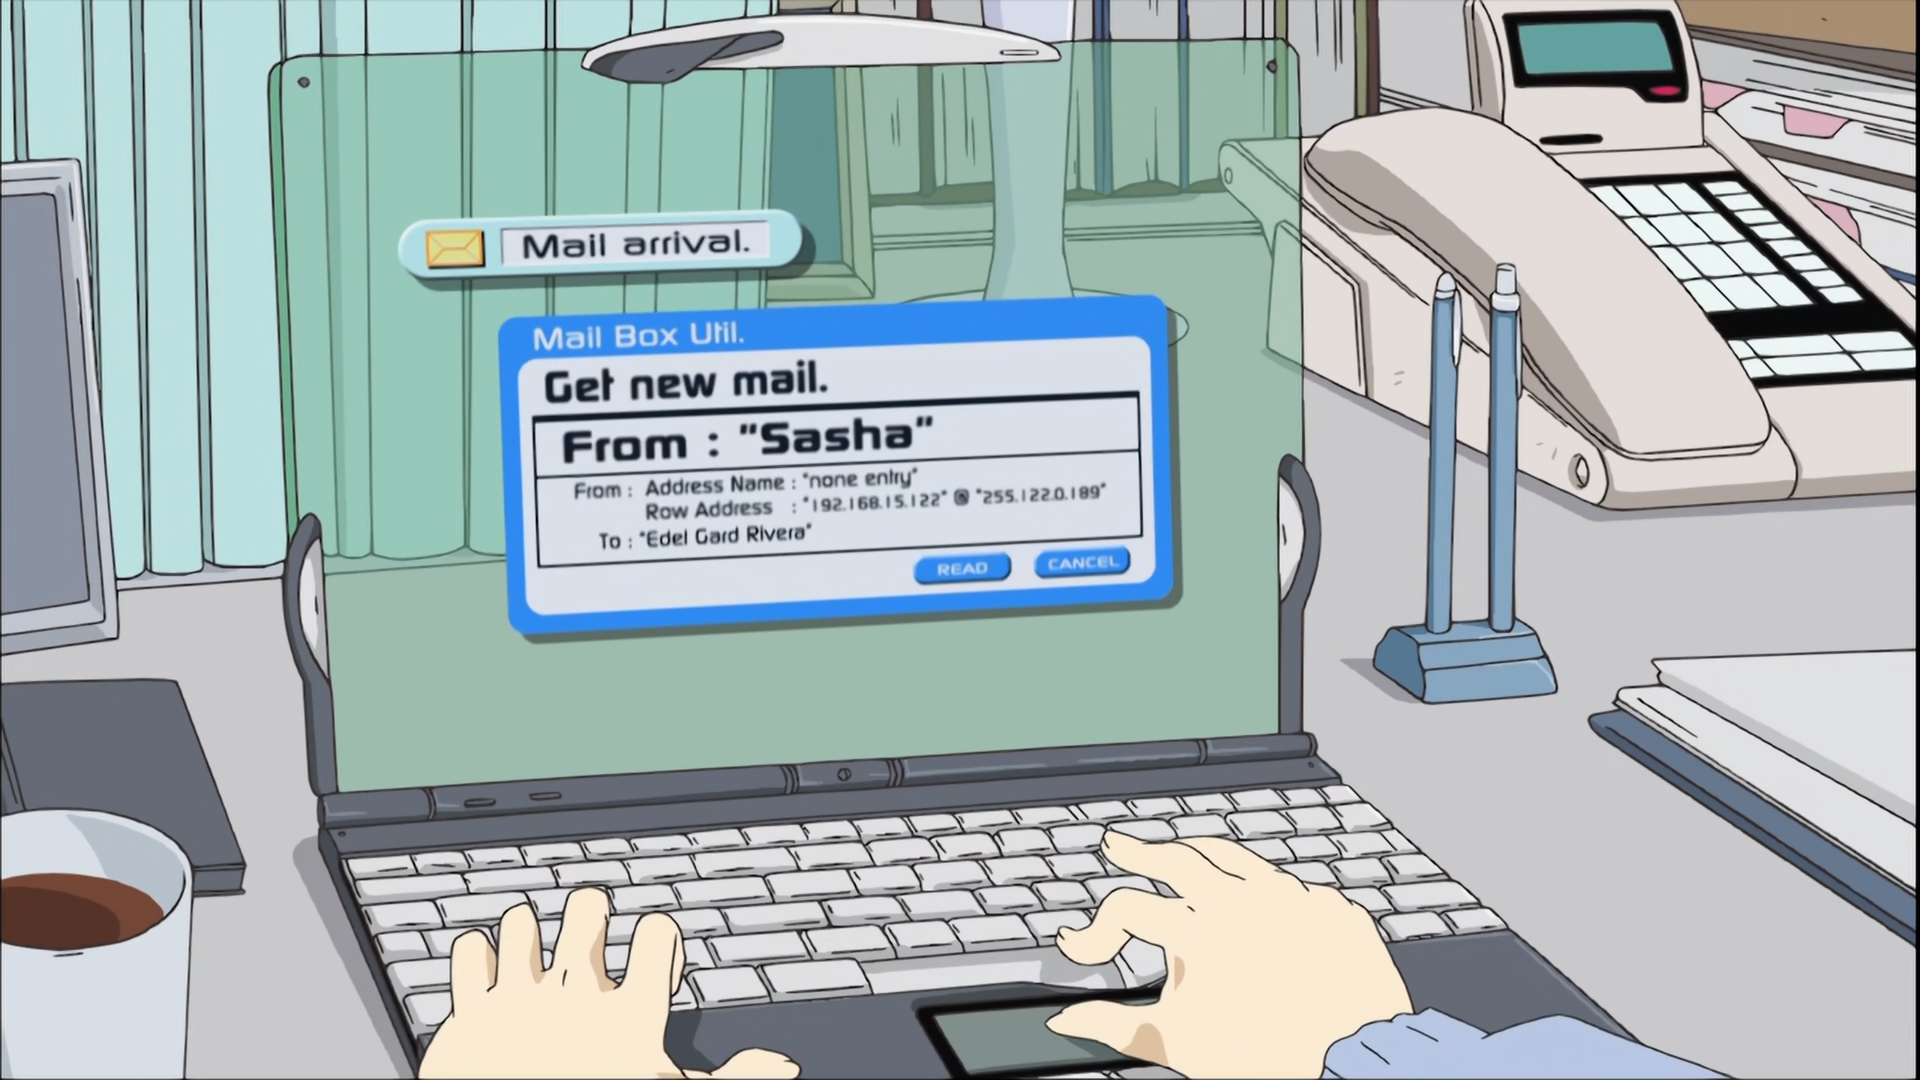 Mail arrival.
Mail Box Util.
Get new mail.
From : "Sasha"
From : Address Name : "none entry"
Row Address : "192.168.15.122" @ "255.122.0.189"
To : "Edel Gard Rivera"
READ CANCEL